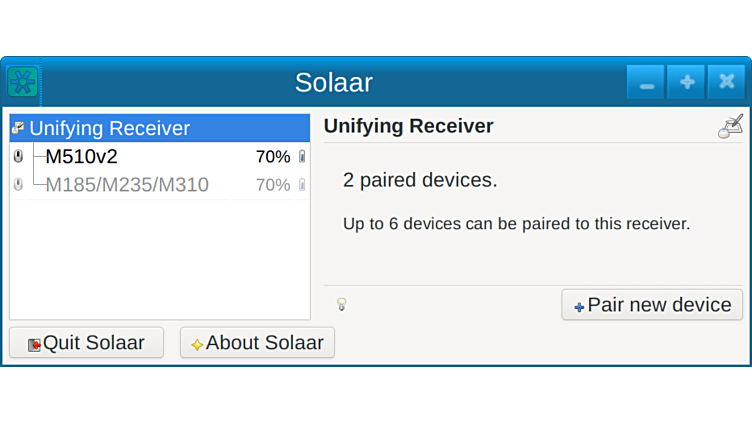 Solaar
Unifying Receiver
M510v2 70%
M185/M235/M310 70%
Unifying Receiver
2 paired devices.
Up to 6 devices can be paired to this receiver.
Pair new device
Quit Solaar
About Solaar